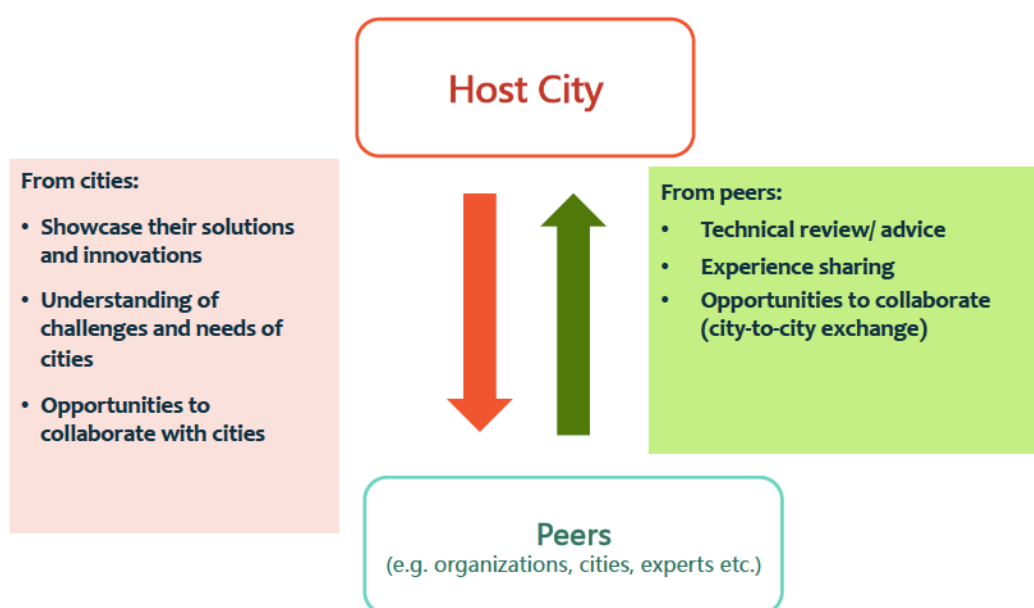 Host City
From cities:
• Showcase their solutions
and innovations
• Understanding of
challenges and needs of
cities
• Opportunities to
collaborate with cities
From peers:
• Technical review/ advice
• Experience sharing
• Opportunities to collaborate
(city-to-city exchange)
Peers
(e.g. organizations, cities, experts etc.)